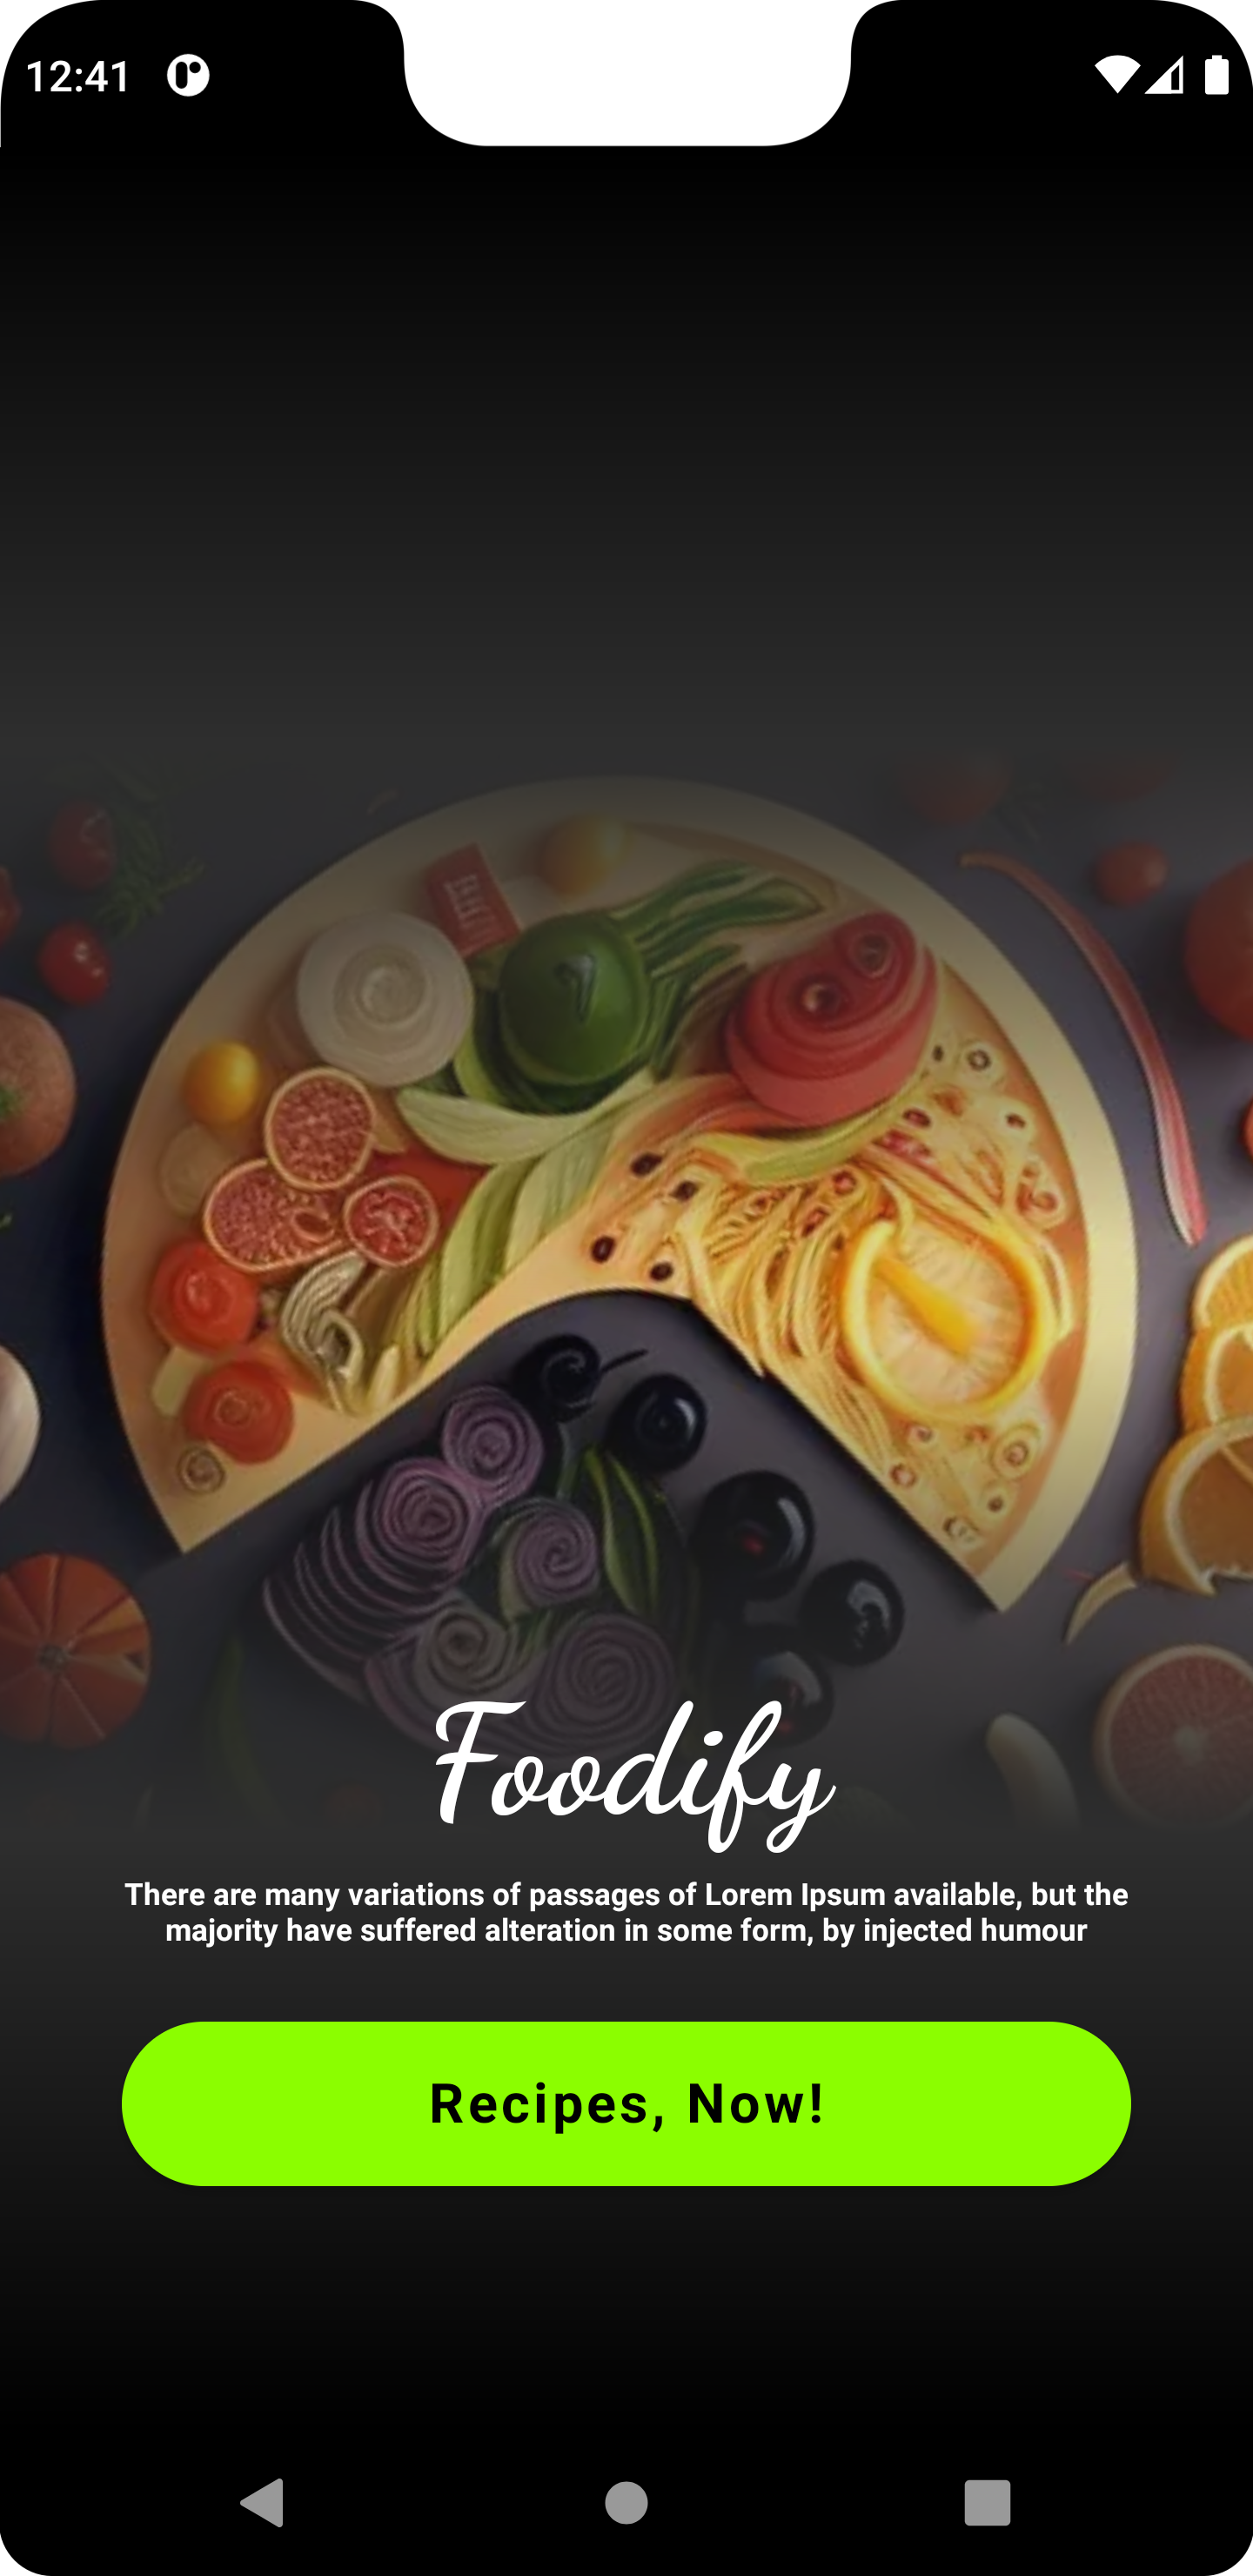 12:41
Foodify
There are many variations of passages of Lorem Ipsum available, but the
majority have suffered alteration in some form, by injected humour
Recipes, Now!